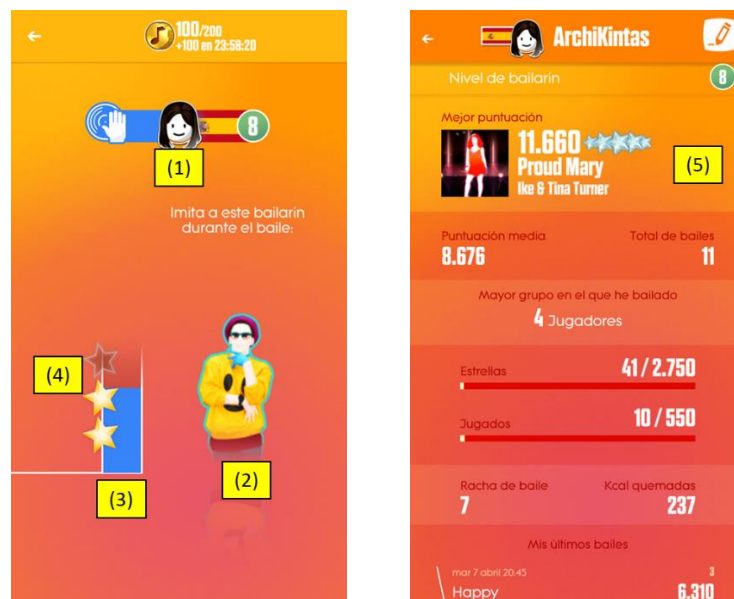 100/200
+100 en 23:58:20
8
(1)
Imita a este bailarín
durante el baile:
(4)
(2)
(3)
ArchiKintas
Nivel de bailarín
8
Mejor puntuación
11.660
Proud Mary
Ike & Tina Turner
(5)
Puntuación media
8.676
Total de bailes
11
Mayor grupo en el que he bailado
4 Jugadores
Estrellas
41 / 2.750
Jugados
10 / 550
Racha de baile
7
Kcal quemadas
237
Mis últimos bailes
mar 7 abril 20:45
3
Happy
6.310